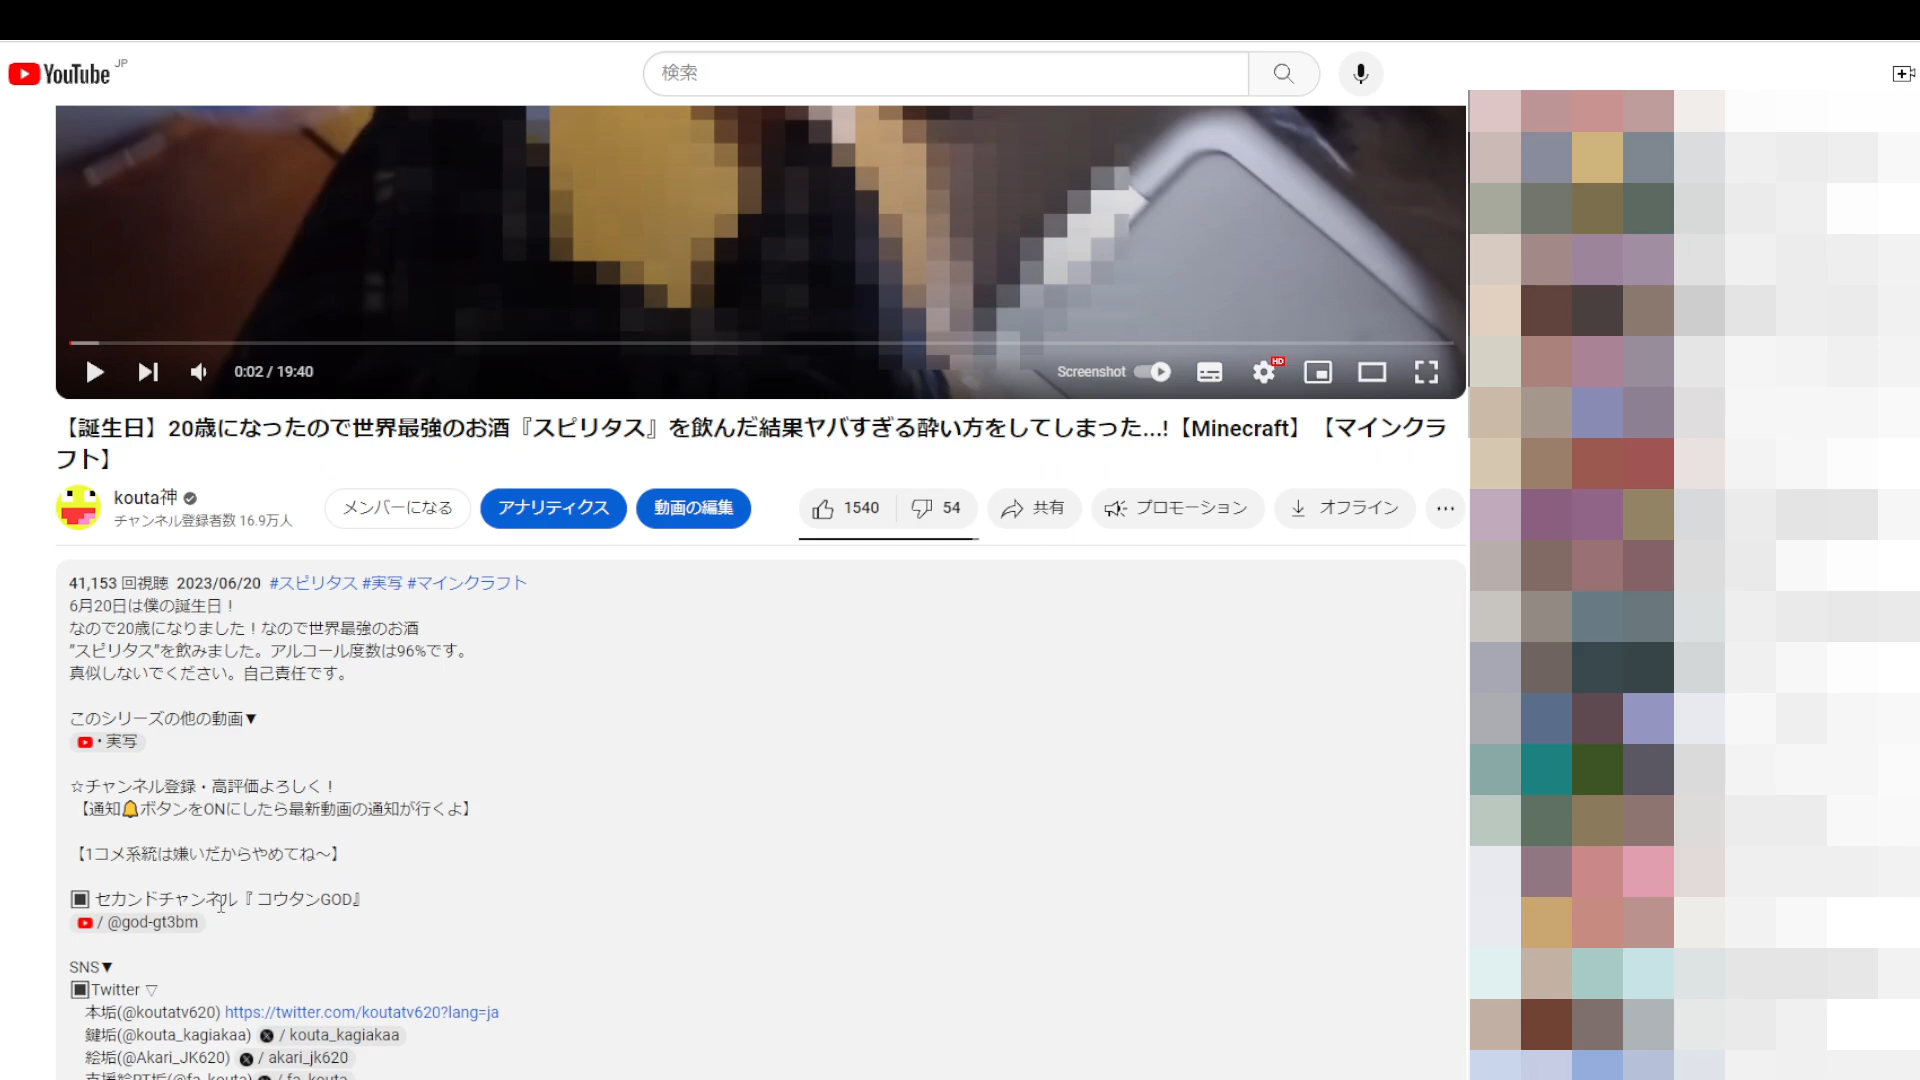 YouTube JP
検索
0:02 / 19:40
Screenshot
HD
【誕生日】20歳になったので世界最強のお酒『スピリタス』を飲んだ結果ヤバすぎる酔い方をしてしまった...!【Minecraft】【マインクラ
フト】
kouta神
チャンネル登録者数 16.9万人
メンバーになる
アナリティクス
動画の編集
1540
54
共有
プロモーション
オフライン
41,153 回視聴 2023/06/20 #スピリタス #実写 #マインクラフト
6月20日は僕の誕生日！
なので20歳になりました！なので世界最強のお酒
”スピリタス”を飲みました。アルコール度数は96%です。
真似しないでください。自己責任です。
このシリーズの他の動画▼
・実写
☆チャンネル登録・高評価よろしく！
【通知🔔ボタンをONにしたら最新動画の通知が行くよ】
【1コメ系統は嫌いだからやめてね～】
▣ セカンドチャンネル『 コウタンGOD』
/ @god-gt3bm
SNS▼
▣Twitter ▽
本垢(@koutatv620) https://twitter.com/koutatv620?lang=ja
鍵垢(@kouta_kagiakaa) / kouta_kagiakaa
絵垢(@Akari_JK620) / akari_jk620
支援絵RT垢(@fa_kouta) / fa_kouta